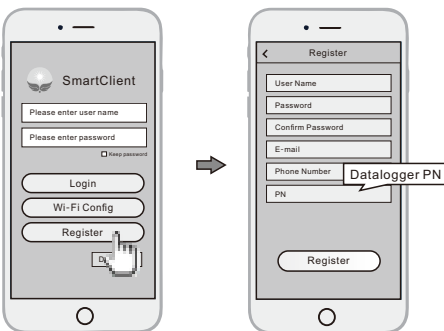 SmartClient
Please enter user name
Please enter password
Keep password
Login
Wi-Fi Config
Register
Register
User Name
Password
Confirm Password
E-mail
Phone Number
Datalogger PN
PN
Register